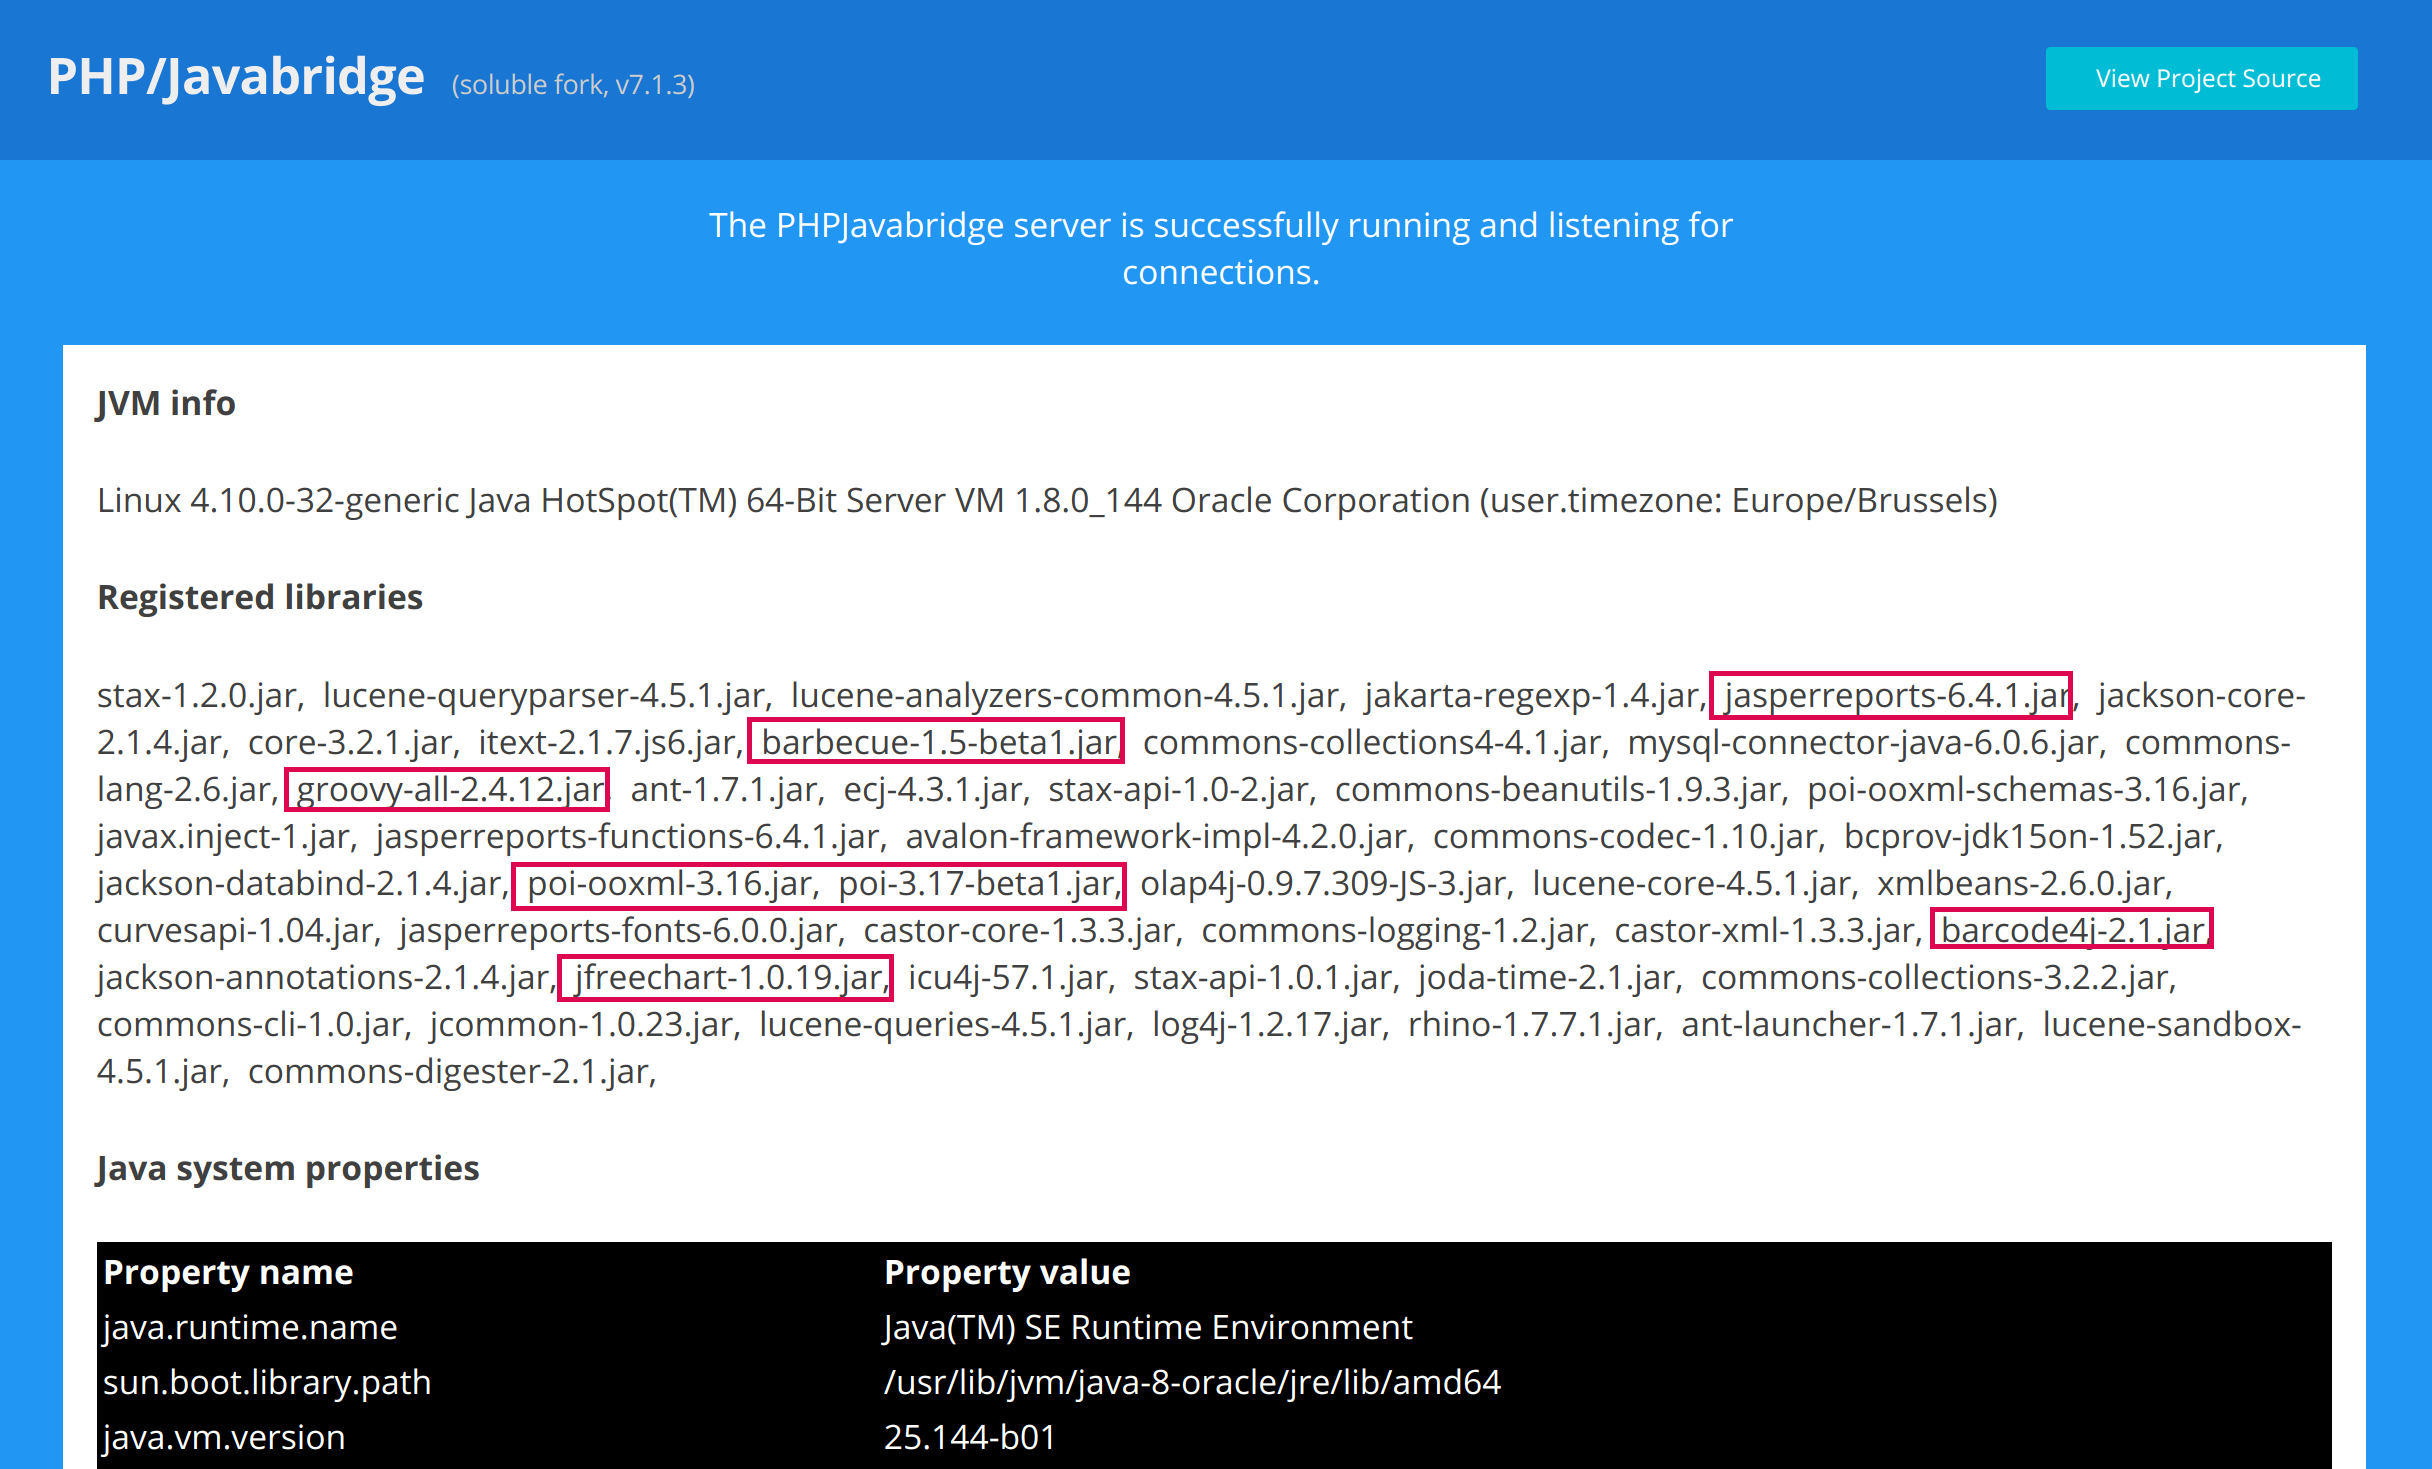 PHP/Javabridge (soluble fork, v7.1.3)
View Project Source
The PHPJavabridge server is successfully running and listening for
connections.
JVM info
Linux 4.10.0-32-generic Java HotSpot(TM) 64-Bit Server VM 1.8.0_144 Oracle Corporation (user.timezone: Europe/Brussels)
Registered libraries
stax-1.2.0.jar, lucene-queryparser-4.5.1.jar, lucene-analyzers-common-4.5.1.jar, jakarta-regexp-1.4.jar, jasperreports-6.4.1.jar, jackson-core-
2.1.4.jar, core-3.2.1.jar, itext-2.1.7.js6.jar, barbecue-1.5-beta1.jar, commons-collections4-4.1.jar, mysql-connector-java-6.0.6.jar, commons-
lang-2.6.jar, groovy-all-2.4.12.jar, ant-1.7.1.jar, ecj-4.3.1.jar, stax-api-1.0-2.jar, commons-beanutils-1.9.3.jar, poi-ooxml-schemas-3.16.jar,
javax.inject-1.jar, jasperreports-functions-6.4.1.jar, avalon-framework-impl-4.2.0.jar, commons-codec-1.10.jar, bcprov-jdk15on-1.52.jar,
jackson-databind-2.1.4.jar, poi-ooxml-3.16.jar, poi-3.17-beta1.jar, olap4j-0.9.7.309-JS-3.jar, lucene-core-4.5.1.jar, xmlbeans-2.6.0.jar,
curvesapi-1.04.jar, jasperreports-fonts-6.0.0.jar, castor-core-1.3.3.jar, commons-logging-1.2.jar, castor-xml-1.3.3.jar, barcode4j-2.1.jar,
jackson-annotations-2.1.4.jar, jfreechart-1.0.19.jar, icu4j-57.1.jar, stax-api-1.0.1.jar, joda-time-2.1.jar, commons-collections-3.2.2.jar,
commons-cli-1.0.jar, jcommon-1.0.23.jar, lucene-queries-4.5.1.jar, log4j-1.2.17.jar, rhino-1.7.7.1.jar, ant-launcher-1.7.1.jar, lucene-sandbox-
4.5.1.jar, commons-digester-2.1.jar,
Java system properties
Property name Property value
java.runtime.name Java(TM) SE Runtime Environment
sun.boot.library.path /usr/lib/jvm/java-8-oracle/jre/lib/amd64
java.vm.version 25.144-b01